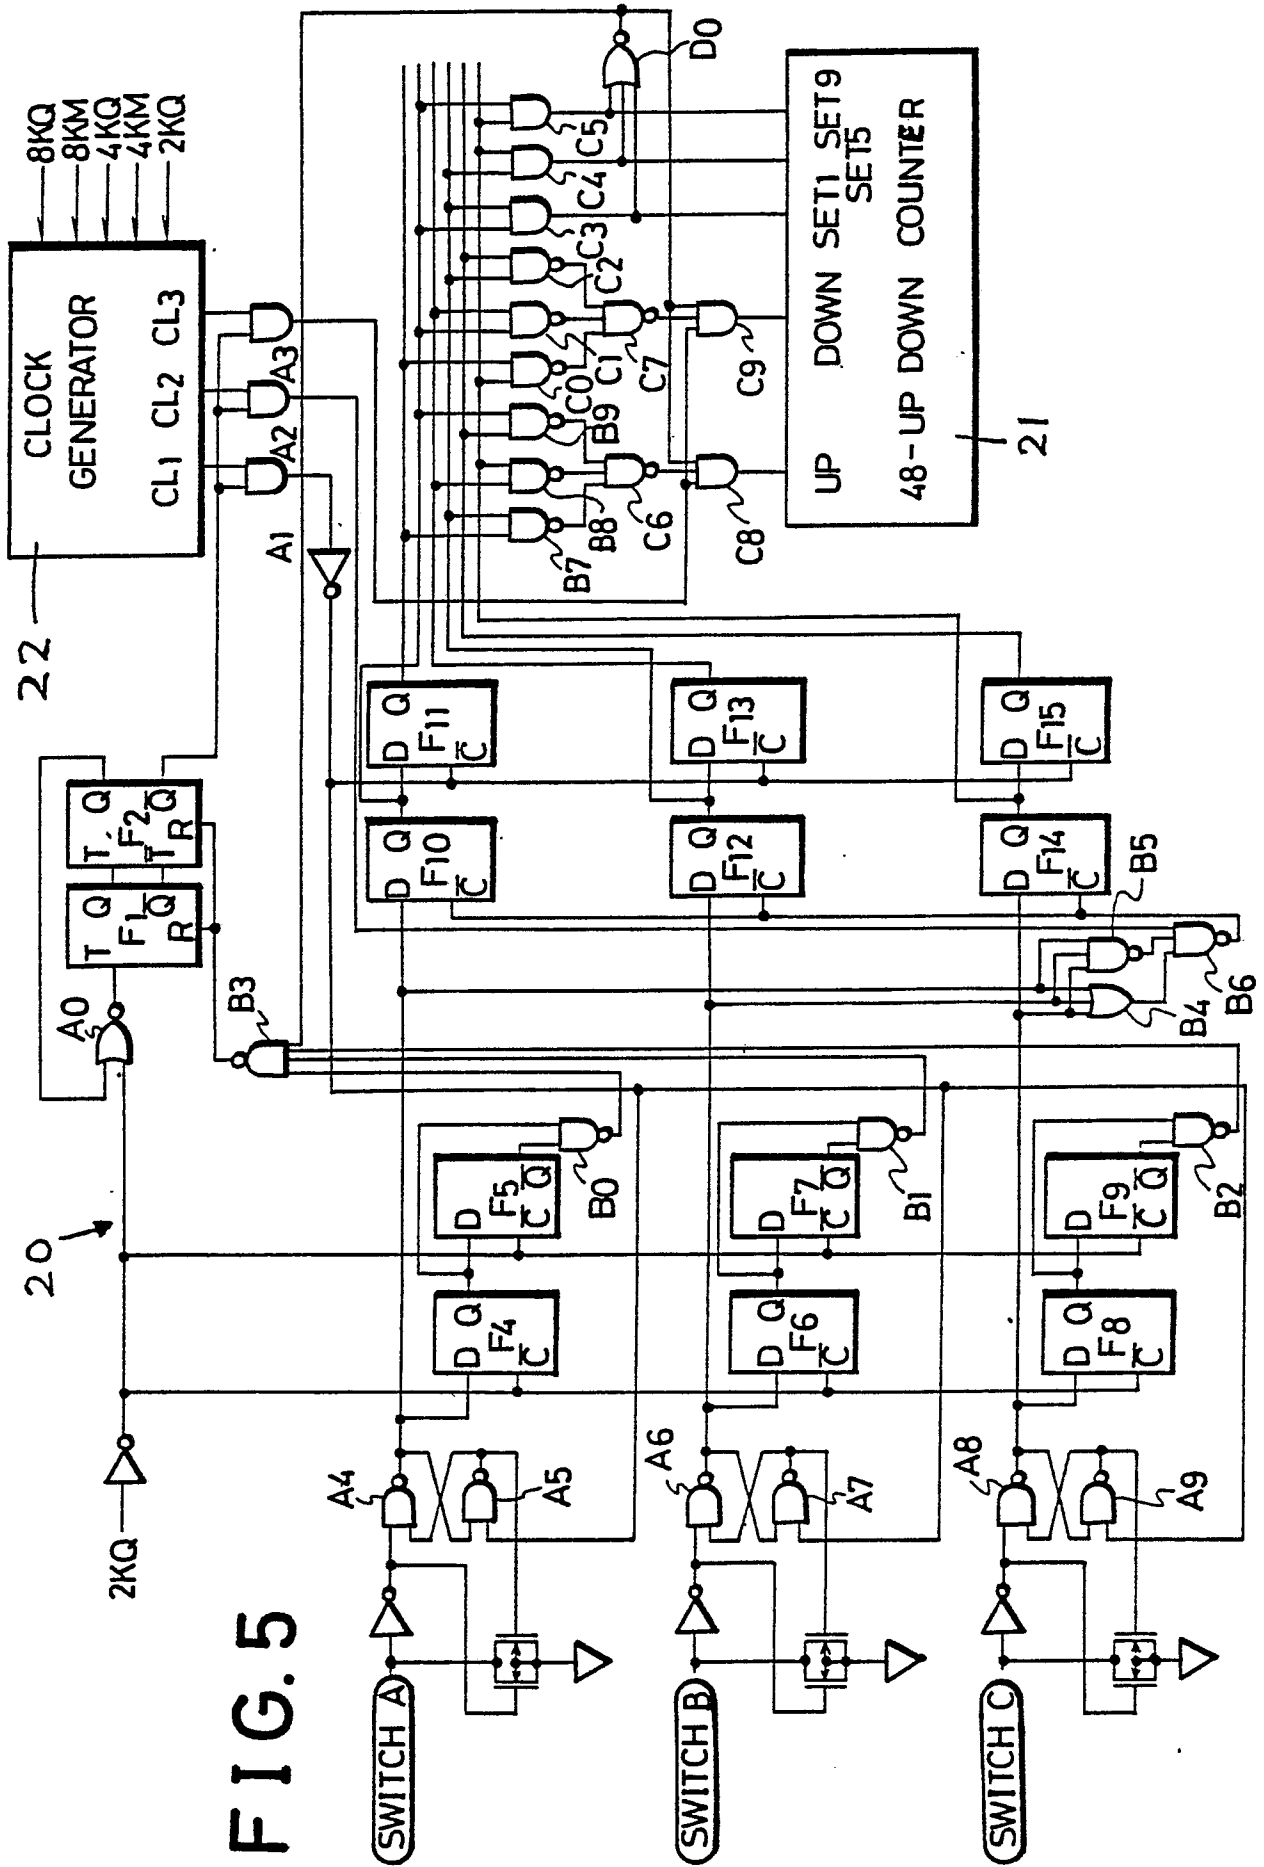 FIG. 5
20
22
CLOCK
GENERATOR
CL1 CL2 CL3
8KQ
8KM
4KQ
4KM
2KQ
2KQ
A0
T Q
F1 Q
R
T Q
F2
T Q
R
B3
A1
A2
A3
SWITCH A
A4
A5
D Q
F4
C
D
F5
C Q
B0
D Q
F10
C
D Q
F11
C
SWITCH B
A6
A7
D Q
F6
C
D
F7
C Q
B1
D Q
F12
C
D Q
F13
C
SWITCH C
A8
A9
D Q
F8
C
D
F9
C Q
B2
B4
B5
B6
D Q
F14
C
D Q
F15
C
B7
B8
B9
C0
C1
C2
C3
C4
C5
C6
C7
C8
C9
D0
UP DOWN SET1 SET9
SET5
48-UP DOWN COUNTER
21